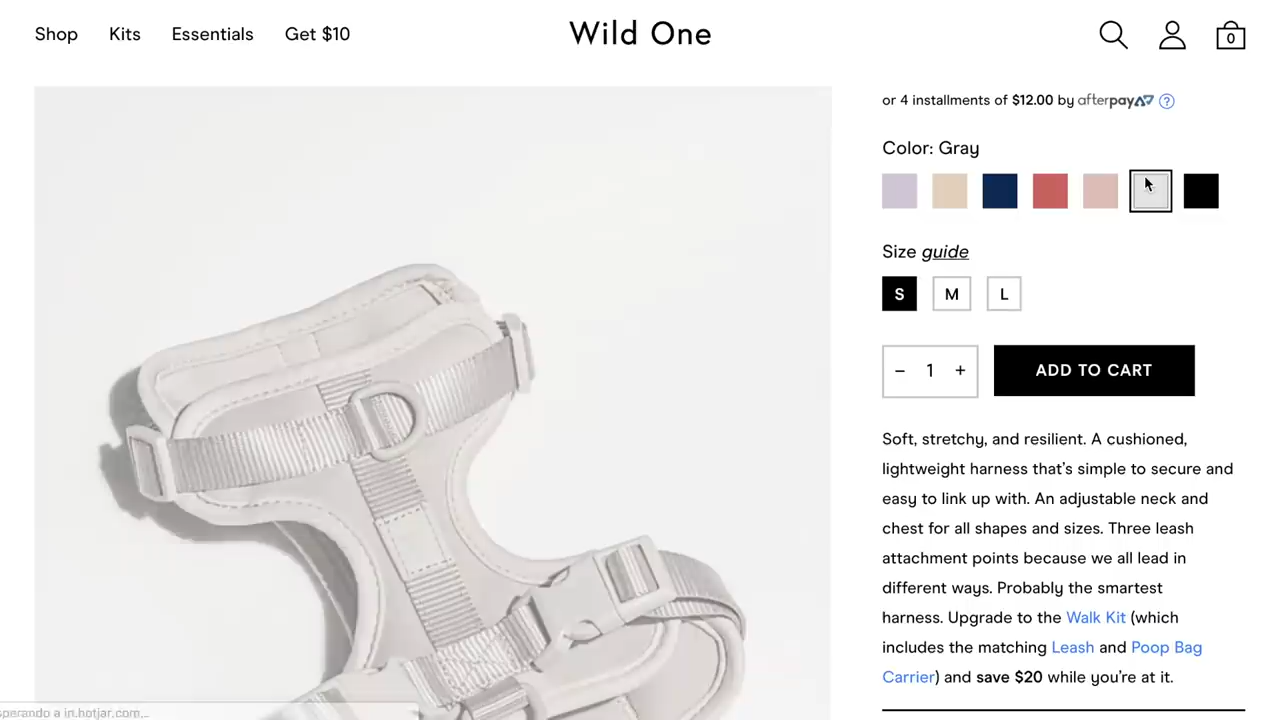 Shop Kits Essentials Get $10 Wild One 0
or 4 installments of $12.00 by afterpay ?
Color: Gray
Size guide
S M L
− 1 + ADD TO CART
Soft, stretchy, and resilient. A cushioned,
lightweight harness that's simple to secure and
easy to link up with. An adjustable neck and
chest for all shapes and sizes. Three leash
attachment points because we all lead in
different ways. Probably the smartest
harness. Upgrade to the Walk Kit (which
includes the matching Leash and Poop Bag
Carrier) and save $20 while you're at it.
sperando a in.hotjar.com...